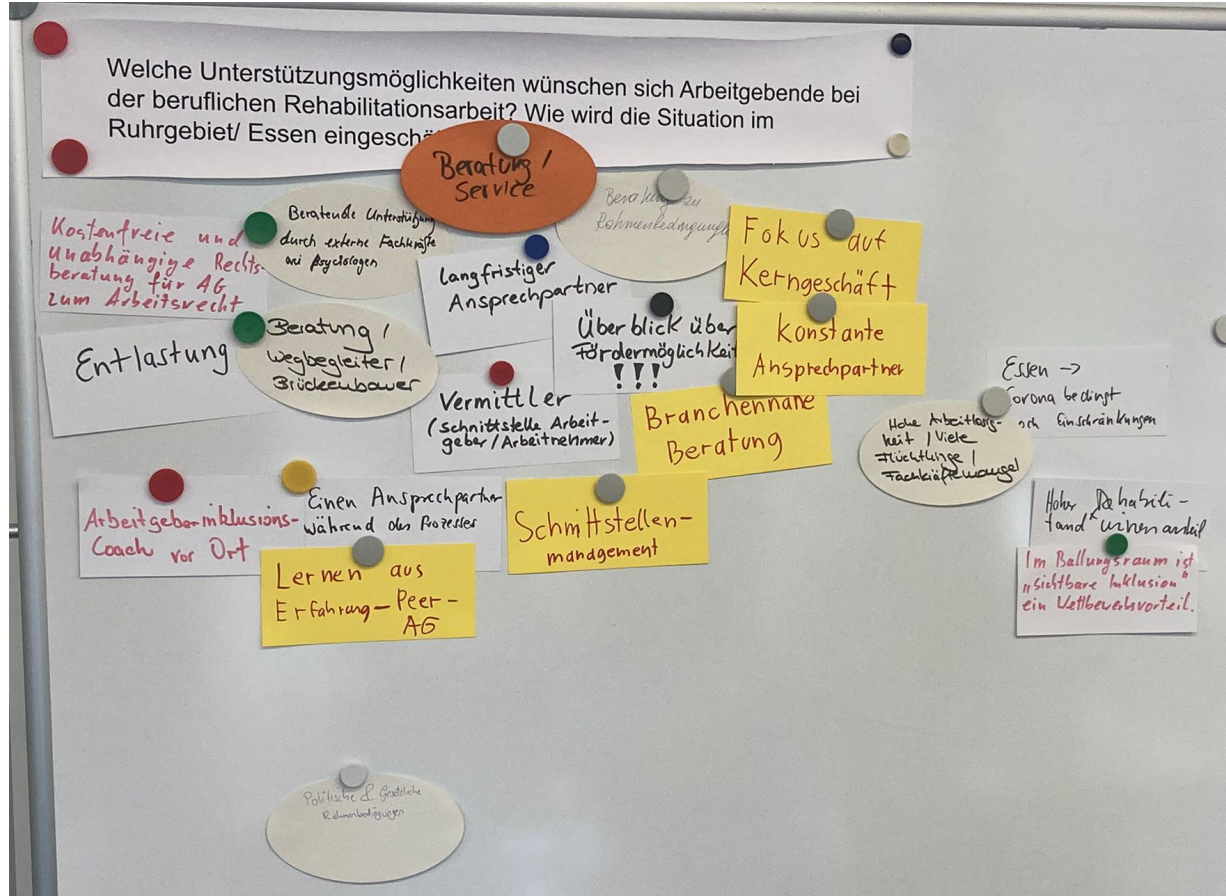 Welche Unterstützungsmöglichkeiten wünschen sich Arbeitgebende bei
der beruflichen Rehabilitationsarbeit? Wie wird die Situation im
Ruhrgebiet/ Essen
Beratung /
Service
Kostenfreie und
unabhängige Rechts-
beratung für AG
zum Arbeitsrecht
Beratende Unterstützung
durch externe Fachkräfte
Psychologen
Langfristiger
Ansprechpartner
Beratung zu
Rahmenbedingungen
Fokus auf
Kerngeschäft
Entlastung
Beratung /
Wegbegleiter /
Brückenbauer
Überblick über
Fördermöglichkeit
!!!
Konstante
Ansprechpartner
Vermittler
(Schnittstelle Arbeit-
geber / Arbeitnehmer)
Branchennahe
Beratung
Essen →
Corona bedingt
noch Einschränkungen
Hohe Arbeitslosig-
keit / Viele
Flüchtlinge /
Fachkräftemangel
Arbeitgeberinklusions-
Coach vor Ort
Einen Ansprechpartner
während des Prozesses
Schnittstellen-
management
Lernen aus
Erfahrung – Peer-
AG
Hoher Rehabili-
tand*innenanteil
Im Ballungsraum ist
„sichtbare Inklusion"
ein Wettbewerbsvorteil.
Politische & Gesetzliche
Rahmenbedingungen